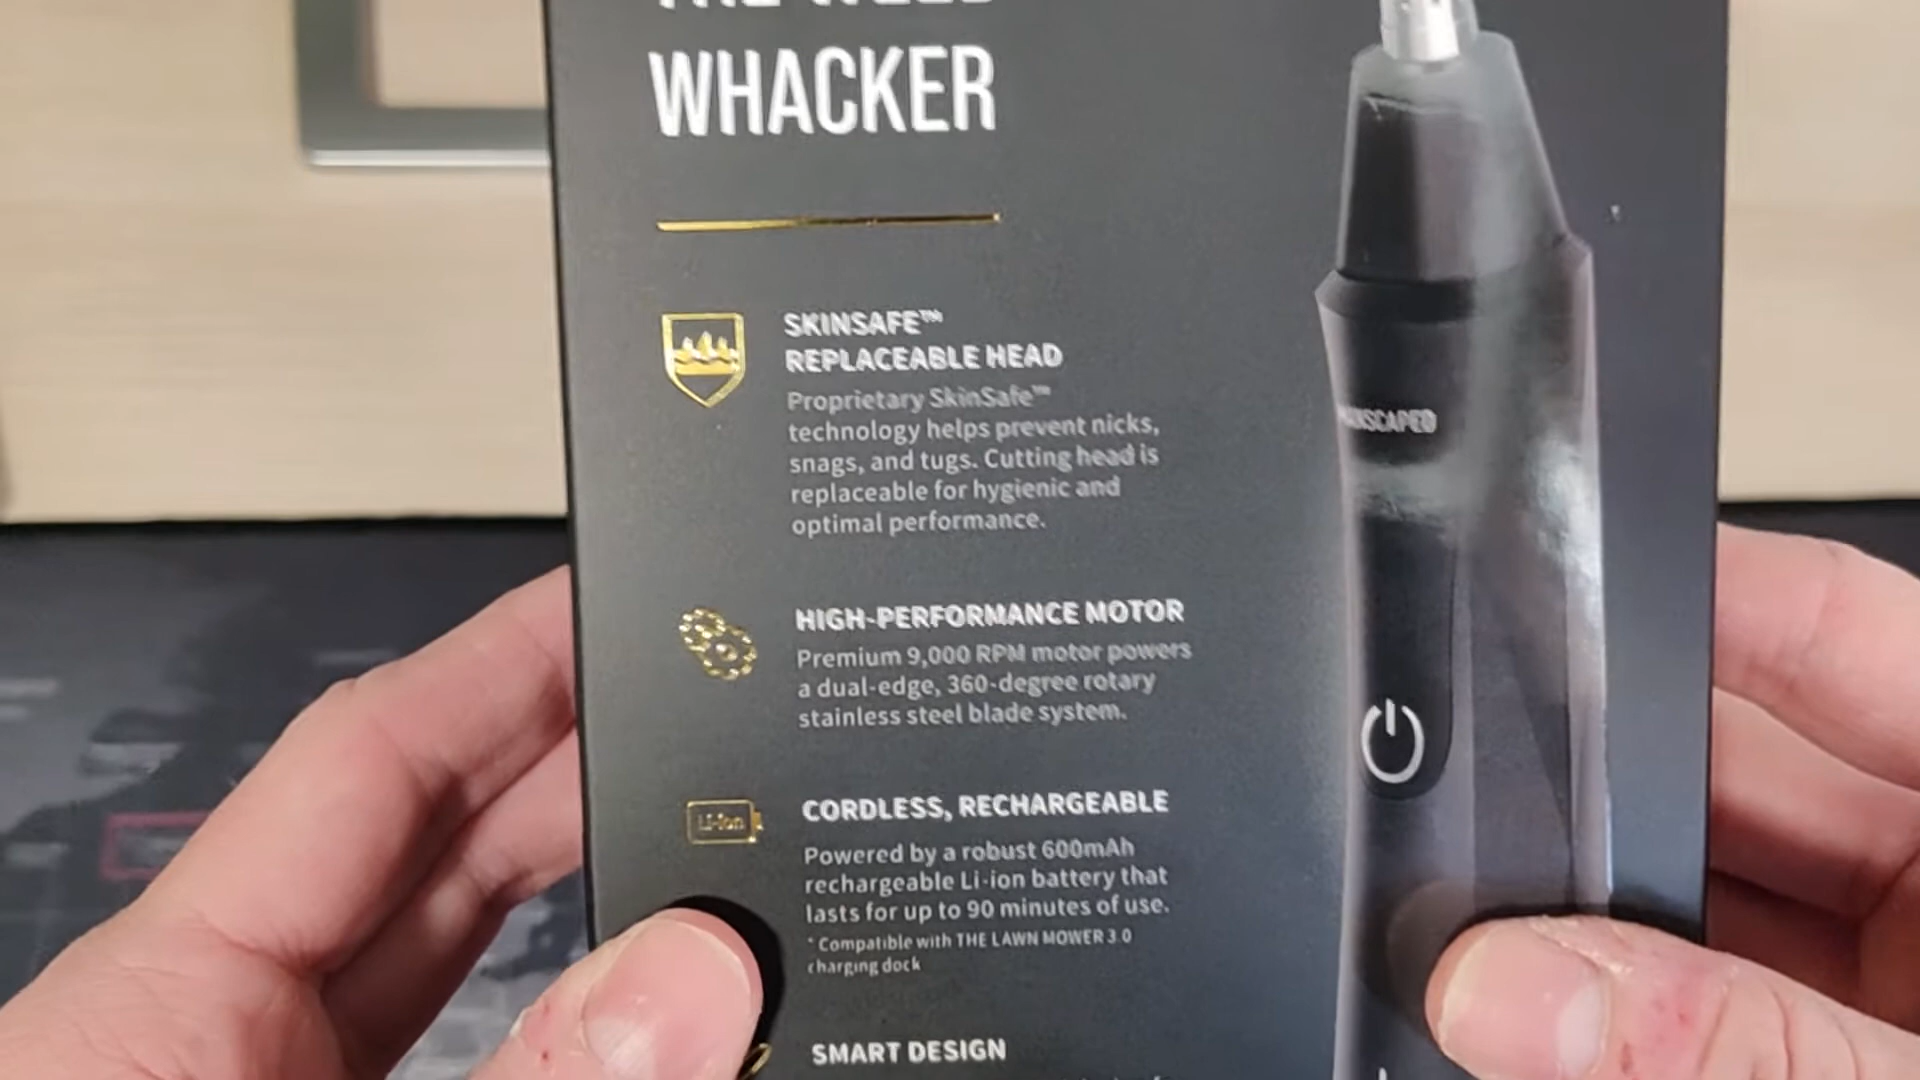 THE WEED
WHACKER
SKINSAFE™
REPLACEABLE HEAD
Proprietary SkinSafe™
technology helps prevent nicks,
snags, and tugs. Cutting head is
replaceable for hygienic and
optimal performance.
HIGH-PERFORMANCE MOTOR
Premium 9,000 RPM motor powers
a dual-edge, 360-degree rotary
stainless steel blade system.
Li-ion
CORDLESS, RECHARGEABLE
Powered by a robust 600mAh
rechargeable Li-ion battery that
lasts for up to 90 minutes of use.
* Compatible with THE LAWN MOWER 3.0
charging dock
SMART DESIGN
MANSCAPED